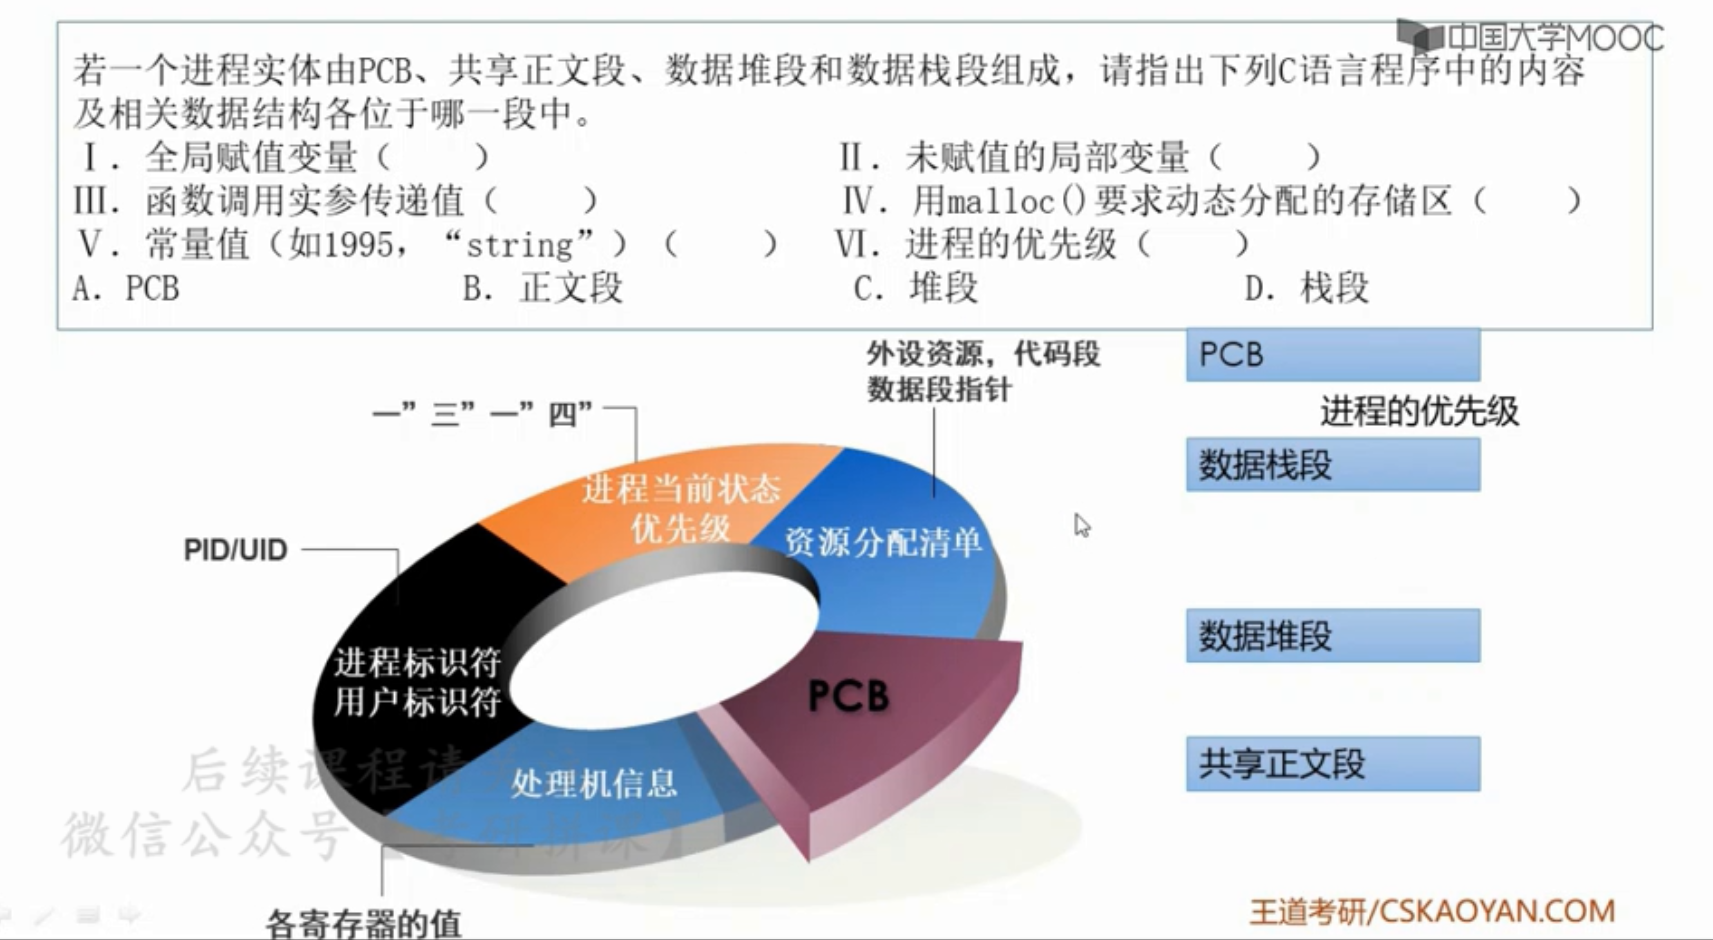 中国大学MOOC
若一个进程实体由PCB、共享正文段、数据堆段和数据栈段组成，请指出下列C语言程序中的内容
及相关数据结构各位于哪一段中。
Ⅰ. 全局赋值变量（　　） Ⅱ. 未赋值的局部变量（　　）
Ⅲ. 函数调用实参传递值（　　） Ⅳ. 用malloc()要求动态分配的存储区（　　）
Ⅴ. 常量值（如1995，“string”）（　　） Ⅵ. 进程的优先级（　　）
A. PCB B. 正文段 C. 堆段 D. 栈段
外设资源，代码段
数据段指针
一”三”一”四”
进程当前状态
优先级
资源分配清单
PID/UID
进程标识符
用户标识符
PCB
处理机信息
各寄存器的值
PCB
进程的优先级
数据栈段
数据堆段
共享正文段
后续课程请
微信公众号【考研拼课】
王道考研/CSKAOYAN.COM